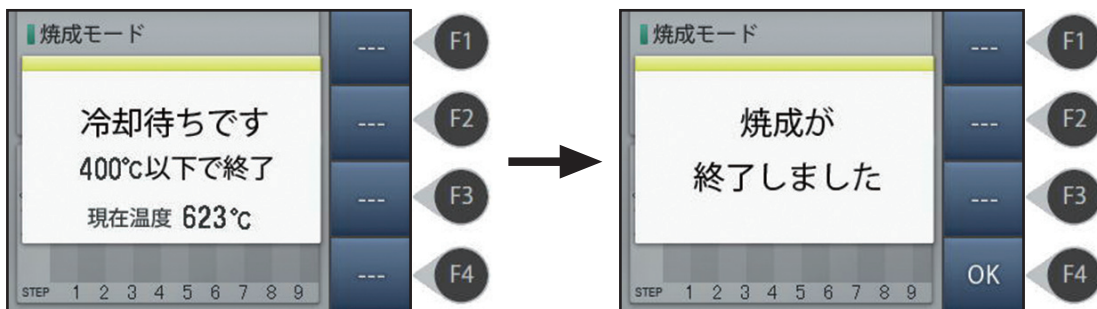 焼成モード
冷却待ちです
400℃以下で終了
現在温度 623℃
STEP 1 2 3 4 5 6 7 8 9
---
F1
---
F2
---
F3
---
F4
焼成モード
焼成が
終了しました
STEP 1 2 3 4 5 6 7 8 9
---
F1
---
F2
---
F3
OK
F4